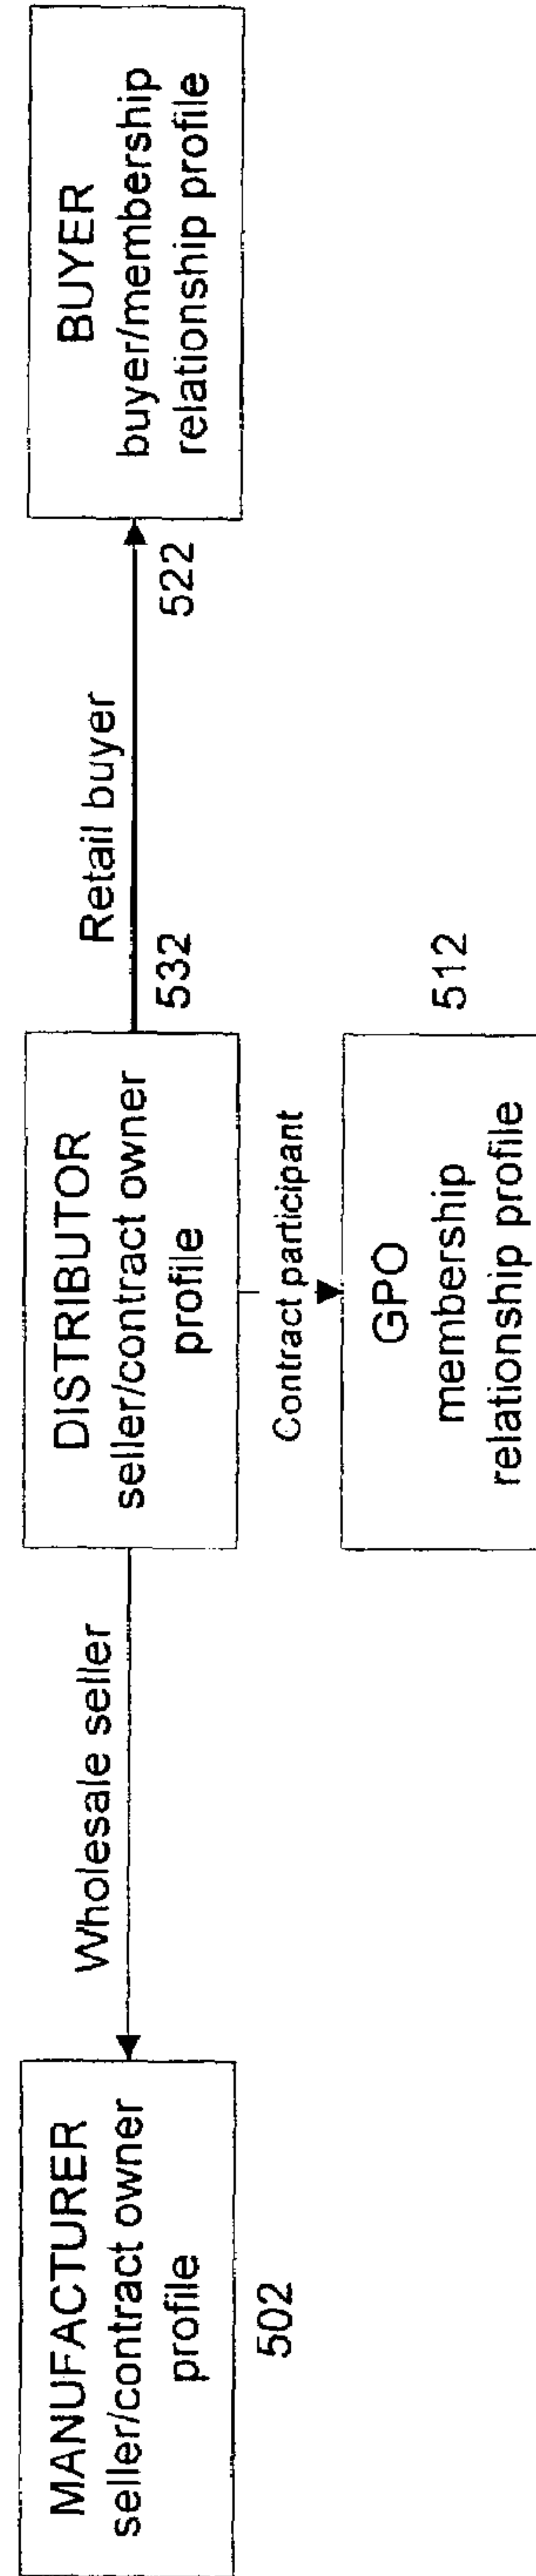 MANUFACTURER
seller/contract owner
profile
502
Wholesale seller
DISTRIBUTOR
seller/contract owner
profile
532
Contract participant
GPO
membership
relationship profile
512
Retail buyer
522
BUYER
buyer/membership
relationship profile